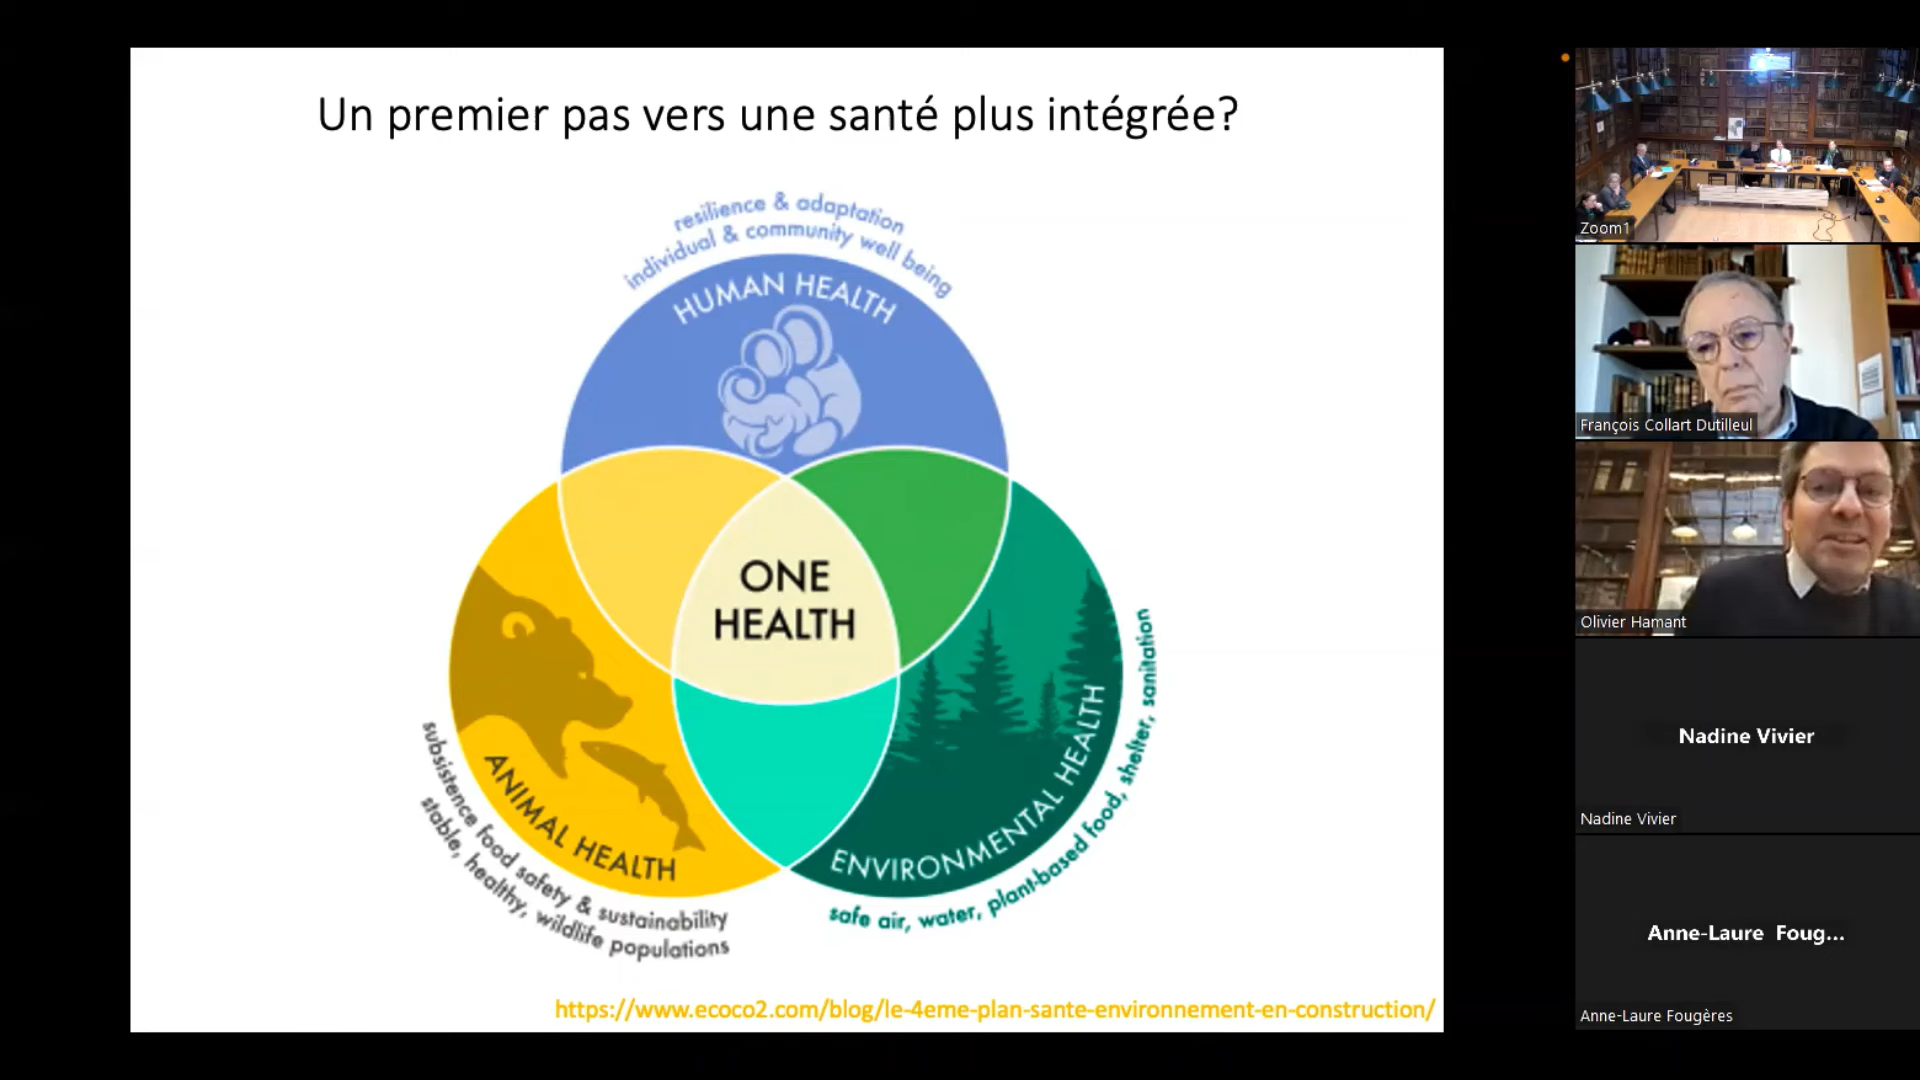 Un premier pas vers une santé plus intégrée?
resilience & adaptation
individual & community well being
HUMAN HEALTH
ONE
HEALTH
ANIMAL HEALTH
subsistence food safety & sustainability
stable, healthy, wildlife populations
ENVIRONMENTAL HEALTH
safe air, water, plant-based food, shelter, sanitation
https://www.ecoco2.com/blog/le-4eme-plan-sante-environnement-en-construction/
Zoom1
François Collart Dutilleul
Olivier Hamant
Nadine Vivier
Nadine Vivier
Anne-Laure Foug...
Anne-Laure Fougères